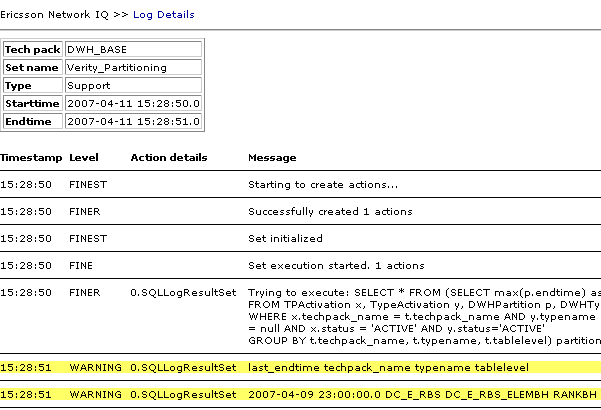 Ericsson Network IQ >> Log Details
Tech pack DWH_BASE
Set name Verity_Partitioning
Type Support
Starttime 2007-04-11 15:28:50.0
Endtime 2007-04-11 15:28:51.0
Timestamp Level Action details Message
15:28:50 FINEST Starting to create actions...
15:28:50 FINER Successfully created 1 actions
15:28:50 FINEST Set initialized
15:28:50 FINE Set execution started. 1 actions
15:28:50 FINER 0.SQLLogResultSet Trying to execute: SELECT * FROM (SELECT max(p.endtime) as
FROM TPActivation x, TypeActivation y, DWHPartition p, DWHTy
WHERE x.techpack_name = t.techpack_name AND y.typename
= null AND x.status = 'ACTIVE' AND y.status='ACTIVE'
GROUP BY t.techpack_name, t.typename, t.tablelevel) partition
15:28:51 WARNING 0.SQLLogResultSet last_endtime techpack_name typename tablelevel
15:28:51 WARNING 0.SQLLogResultSet 2007-04-09 23:00:00.0 DC_E_RBS DC_E_RBS_ELEMBH RANKBH